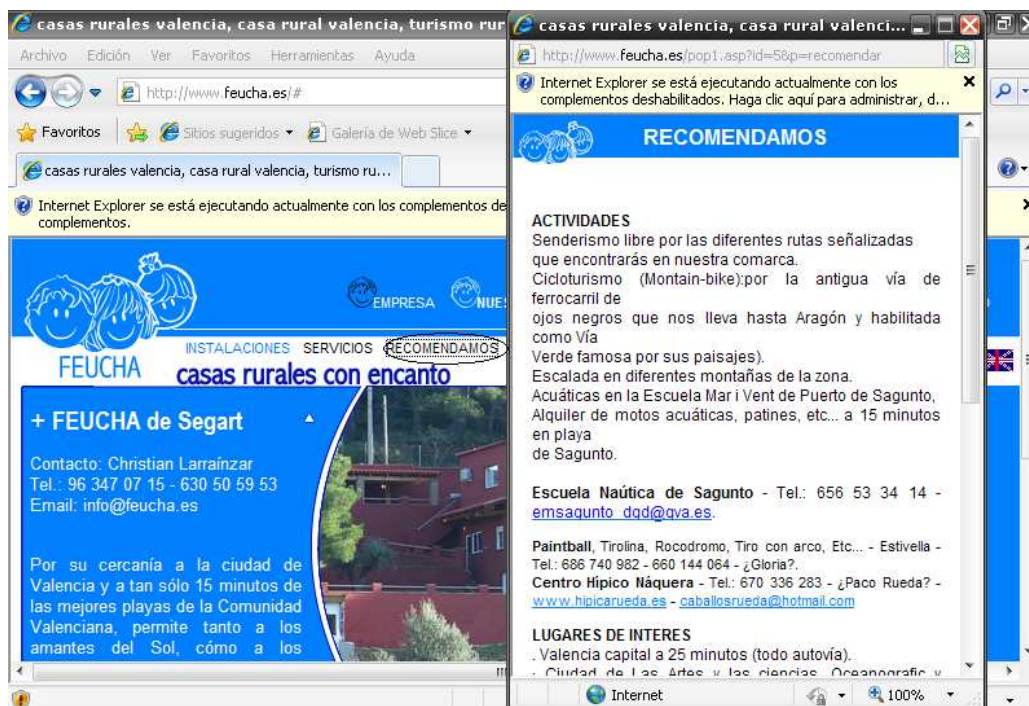 casas rurales valencia, casa rural valencia, turismo rur
Archivo Edición Ver Favoritos Herramientas Ayuda
http://www.feucha.es/#
Favoritos Sitios sugeridos Galería de Web Slice
casas rurales valencia, casa rural valencia, turismo ru...
Internet Explorer se está ejecutando actualmente con los complementos de
complementos.
EMPRESA NUE
INSTALACIONES SERVICIOS RECOMENDAMOS
FEUCHA
casas rurales con encanto
+ FEUCHA de Segart
Contacto: Christian Larraínzar
Tel.: 96 347 07 15 - 630 50 59 53
Email: info@feucha.es
Por su cercanía a la ciudad de
Valencia y a tan sólo 15 minutos de
las mejores playas de la Comunidad
Valenciana, permite tanto a los
amantes del Sol, cómo a los
casas rurales valencia, casa rural valenci...
http://www.feucha.es/pop1.asp?id=5&p=recomendar
Internet Explorer se está ejecutando actualmente con los
complementos deshabilitados. Haga clic aquí para administrar, d...
RECOMENDAMOS
ACTIVIDADES
Senderismo libre por las diferentes rutas señalizadas
que encontrarás en nuestra comarca.
Cicloturismo (Montain-bike):por la antigua vía de
ferrocarril de
ojos negros que nos lleva hasta Aragón y habilitada
como Vía
Verde famosa por sus paisajes).
Escalada en diferentes montañas de la zona.
Acuáticas en la Escuela Mar i Vent de Puerto de Sagunto,
Alquiler de motos acuáticas, patines, etc... a 15 minutos
en playa
de Sagunto.
Escuela Naútica de Sagunto - Tel.: 656 53 34 14 -
emsagunto_dgd@gva.es.
Paintball, Tirolina, Rocodromo, Tiro con arco, Etc... - Estivella -
Tel.: 686 740 982 - 660 144 064 - ¿Gloria?.
Centro Hípico Náquera - Tel.: 670 336 283 - ¿Paco Rueda? -
www.hipicarueda.es - caballosrueda@hotmail.com
LUGARES DE INTERES
. Valencia capital a 25 minutos (todo autovía).
. Ciudad de Las Artes y las ciencias, Oceanografic y
Internet 100%